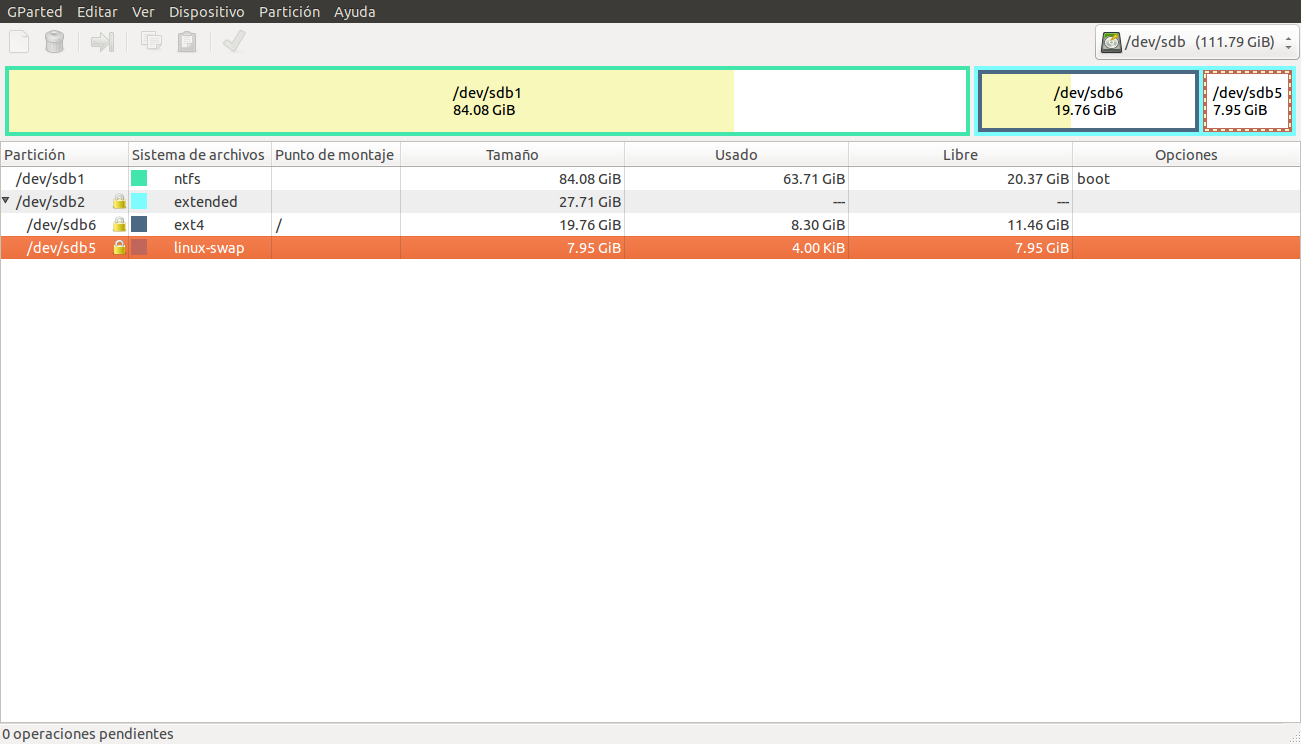 GParted Editar Ver Dispositivo Partición Ayuda
/dev/sdb (111.79 GiB)
/dev/sdb1
84.08 GiB
/dev/sdb6
19.76 GiB
/dev/sdb5
7.95 GiB
Partición Sistema de archivos Punto de montaje Tamaño Usado Libre Opciones
/dev/sdb1 ntfs 84.08 GiB 63.71 GiB 20.37 GiB boot
/dev/sdb2 extended 27.71 GiB --- ---
/dev/sdb6 ext4 / 19.76 GiB 8.30 GiB 11.46 GiB
/dev/sdb5 linux-swap 7.95 GiB 4.00 KiB 7.95 GiB
0 operaciones pendientes